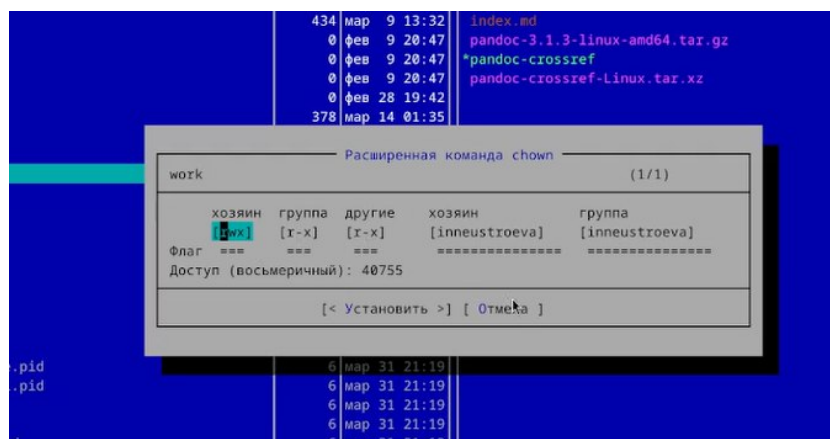 434 мар 9 13:32 index.md
0 фев 9 20:47 pandoc-3.1.3-linux-amd64.tar.gz
0 фев 9 20:47 *pandoc-crossref
0 фев 9 20:47 pandoc-crossref-Linux.tar.xz
0 фев 28 19:42
378 мар 14 01:35
Расширенная команда chown
work (1/1)
хозяин группа другие хозяин группа
[rwx] [r-x] [r-x] [inneustroeva] [inneustroeva]
Флаг === === === =============== ===============
Доступ (восьмеричный): 40755
[< Установить >] [ Отмена ]
.pid 6 мар 31 21:19
.pid 6 мар 31 21:19
6 мар 31 21:19
6 мар 31 21:19